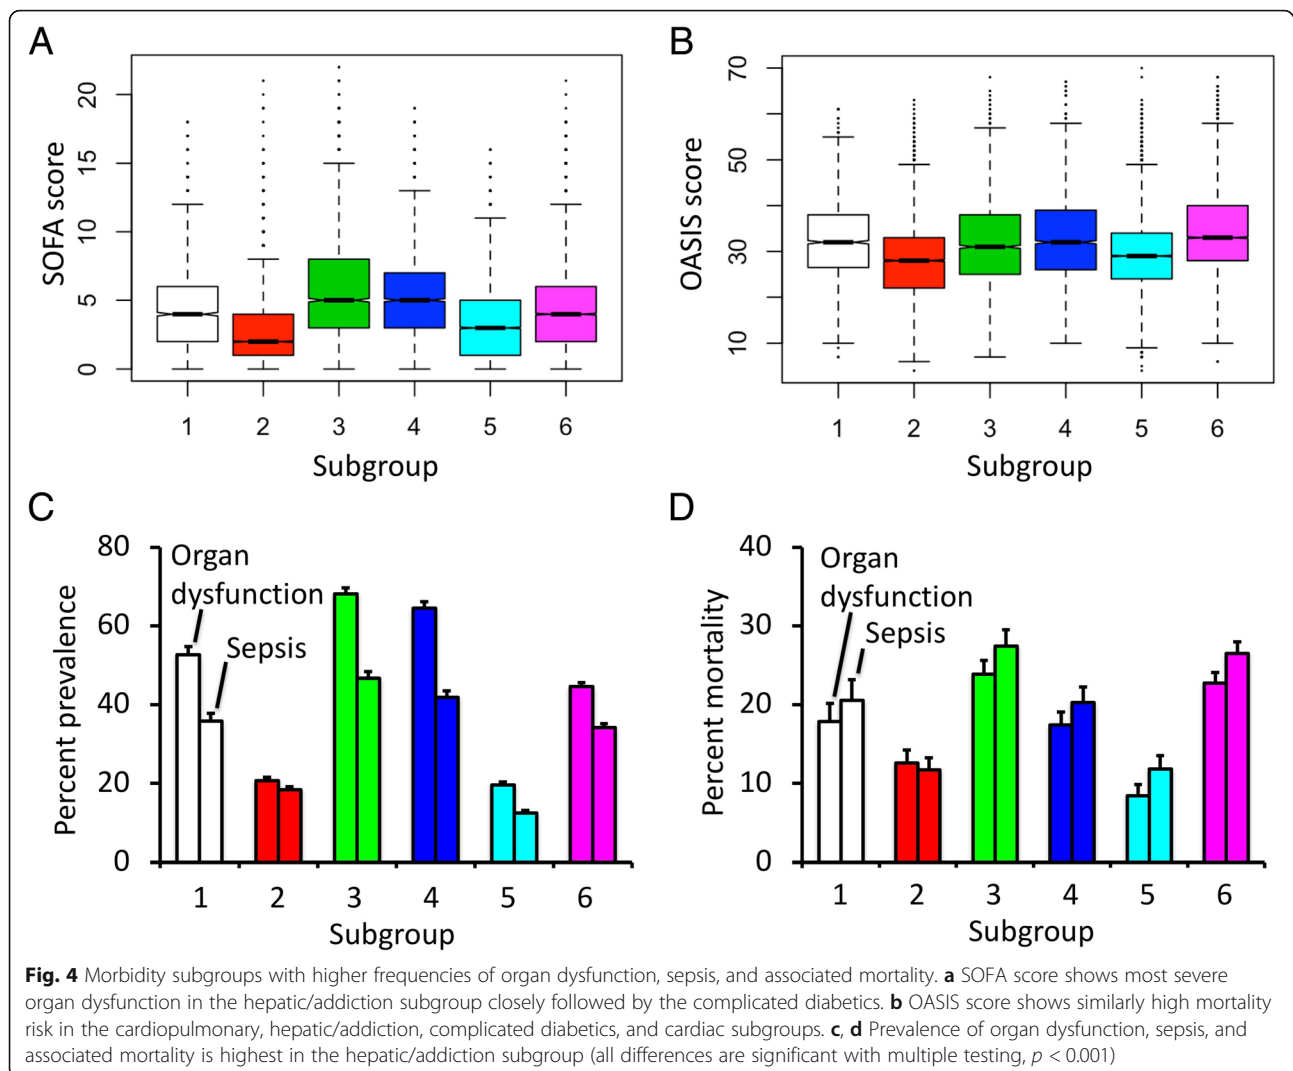 A
SOFA score
20
15
10
5
0
1 2 3 4 5 6
Subgroup
B
OASIS score
70
50
30
10
1 2 3 4 5 6
Subgroup
C
Percent prevalence
80
60
40
20
0
Organ
dysfunction
Sepsis
1 2 3 4 5 6
Subgroup
D
Percent mortality
40
30
20
10
0
Organ
dysfunction
Sepsis
1 2 3 4 5 6
Subgroup
Fig. 4 Morbidity subgroups with higher frequencies of organ dysfunction, sepsis, and associated mortality. a SOFA score shows most severe
organ dysfunction in the hepatic/addiction subgroup closely followed by the complicated diabetics. b OASIS score shows similarly high mortality
risk in the cardiopulmonary, hepatic/addiction, complicated diabetics, and cardiac subgroups. c, d Prevalence of organ dysfunction, sepsis, and
associated mortality is highest in the hepatic/addiction subgroup (all differences are significant with multiple testing, p < 0.001)